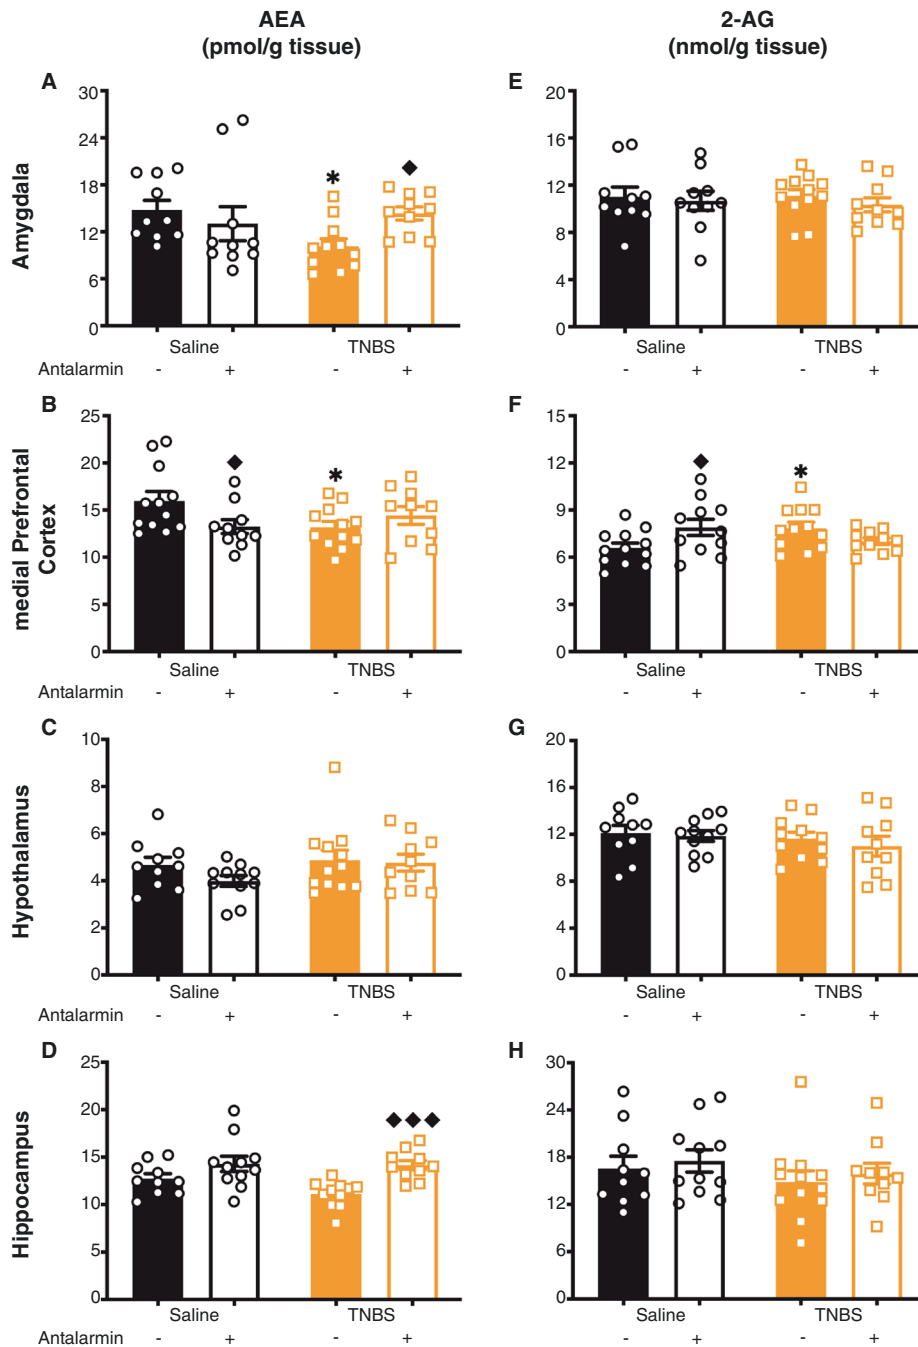 AEA
(pmol/g tissue)
2-AG
(nmol/g tissue)
A
Amygdala
30
24
18
12
6
0
*
◆
Saline
TNBS
Antalarmin
-
+
-
+
E
20
16
12
8
4
0
Saline
TNBS
-
+
-
+
B
medial Prefrontal
Cortex
25
20
15
10
5
0
◆
*
Saline
TNBS
Antalarmin
-
+
-
+
F
15
12
9
6
3
0
◆
*
Saline
TNBS
-
+
-
+
C
Hypothalamus
10
8
6
4
2
0
Saline
TNBS
Antalarmin
-
+
-
+
G
20
16
12
8
4
0
Saline
TNBS
-
+
-
+
D
Hippocampus
25
20
15
10
5
0
◆◆◆
Saline
TNBS
Antalarmin
-
+
-
+
H
30
24
18
12
6
0
Saline
TNBS
-
+
-
+